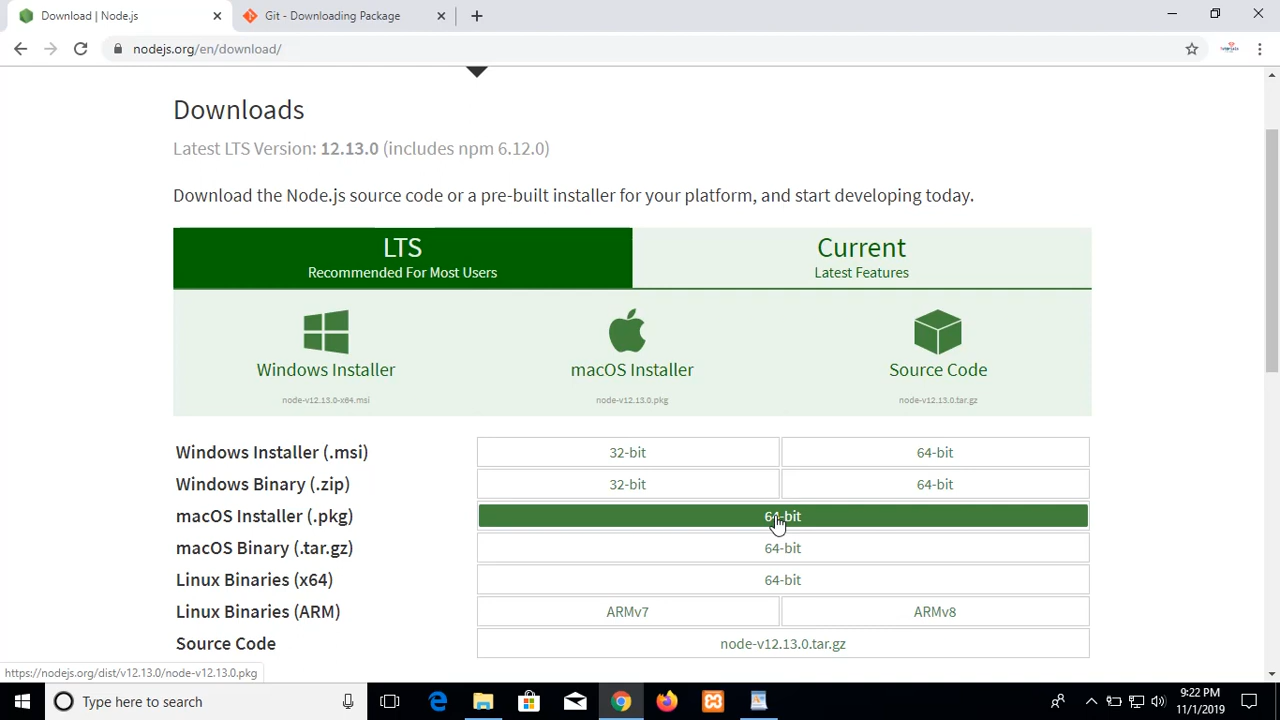 Download | Node.js
Git - Downloading Package
nodejs.org/en/download/
Downloads
Latest LTS Version: 12.13.0 (includes npm 6.12.0)
Download the Node.js source code or a pre-built installer for your platform, and start developing today.
LTS
Recommended For Most Users
Current
Latest Features
Windows Installer
node-v12.13.0-x64.msi
macOS Installer
node-v12.13.0.pkg
Source Code
node-v12.13.0.tar.gz
Windows Installer (.msi) 32-bit 64-bit
Windows Binary (.zip) 32-bit 64-bit
macOS Installer (.pkg) 64-bit
macOS Binary (.tar.gz) 64-bit
Linux Binaries (x64) 64-bit
Linux Binaries (ARM) ARMv7 ARMv8
Source Code node-v12.13.0.tar.gz
https://nodejs.org/dist/v12.13.0/node-v12.13.0.pkg
Type here to search
9:22 PM
11/1/2019